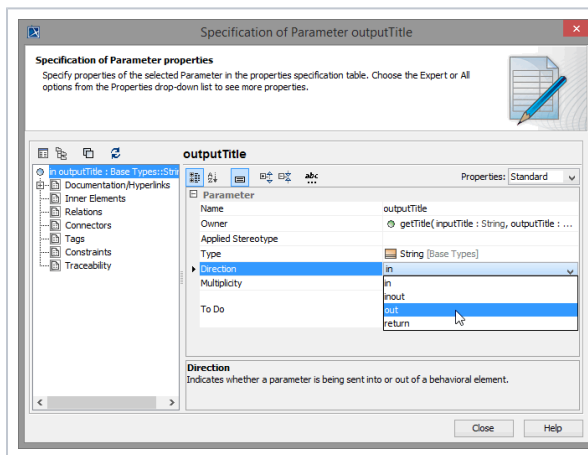 Specification of Parameter outputTitle
Specification of Parameter properties
Specify properties of the selected Parameter in the properties specification table. Choose the Expert or All
options from the Properties drop-down list to see more properties.
outputTitle
in outputTitle : Base Types::Strin
Documentation/Hyperlinks
Inner Elements
Relations
Connectors
Tags
Constraints
Traceability
abc
Properties: Standard
Parameter
Name outputTitle
Owner getTitle( inputTitle : String, outputTitle : ...
Applied Stereotype
Type String [Base Types]
Direction in
Multiplicity in
inout
To Do out
return
Direction
Indicates whether a parameter is being sent into or out of a behavioral element.
Close Help